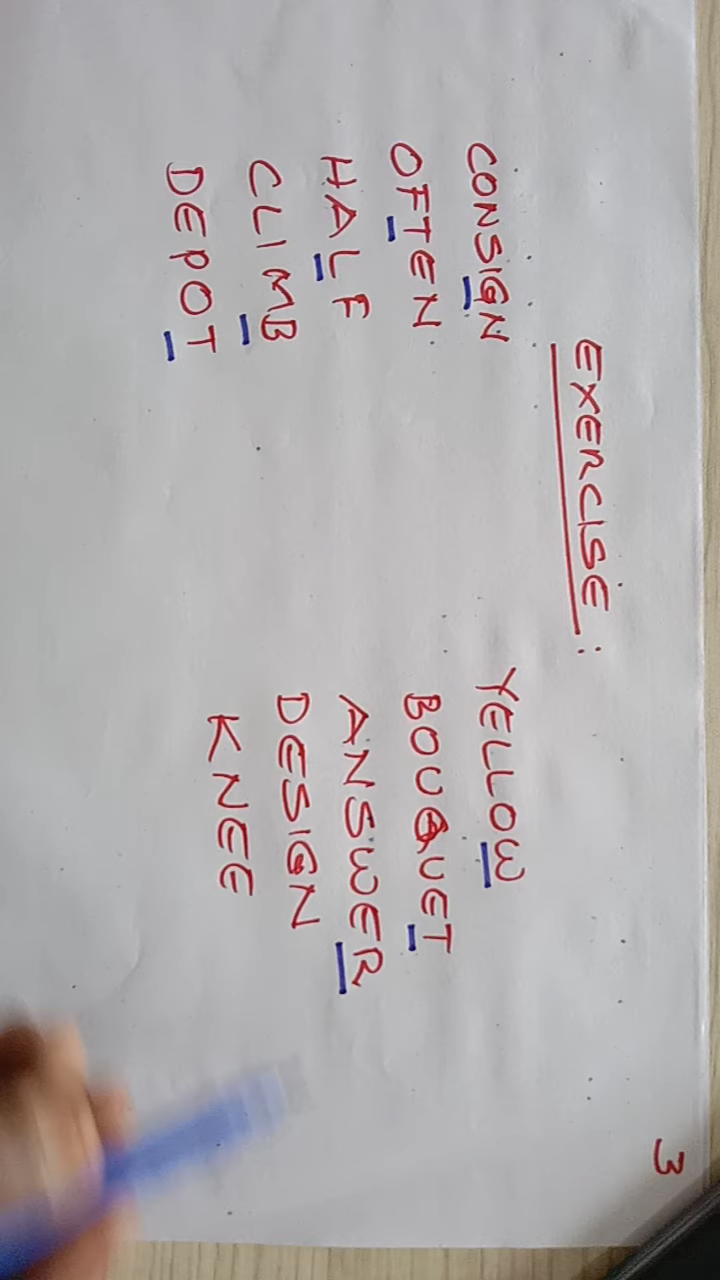 3
EXERCISE:
CONSIGN YELLOW
OFTEN BOUQUET
HALF ANSWER
CLIMB DESIGN
DEPOT KNEE